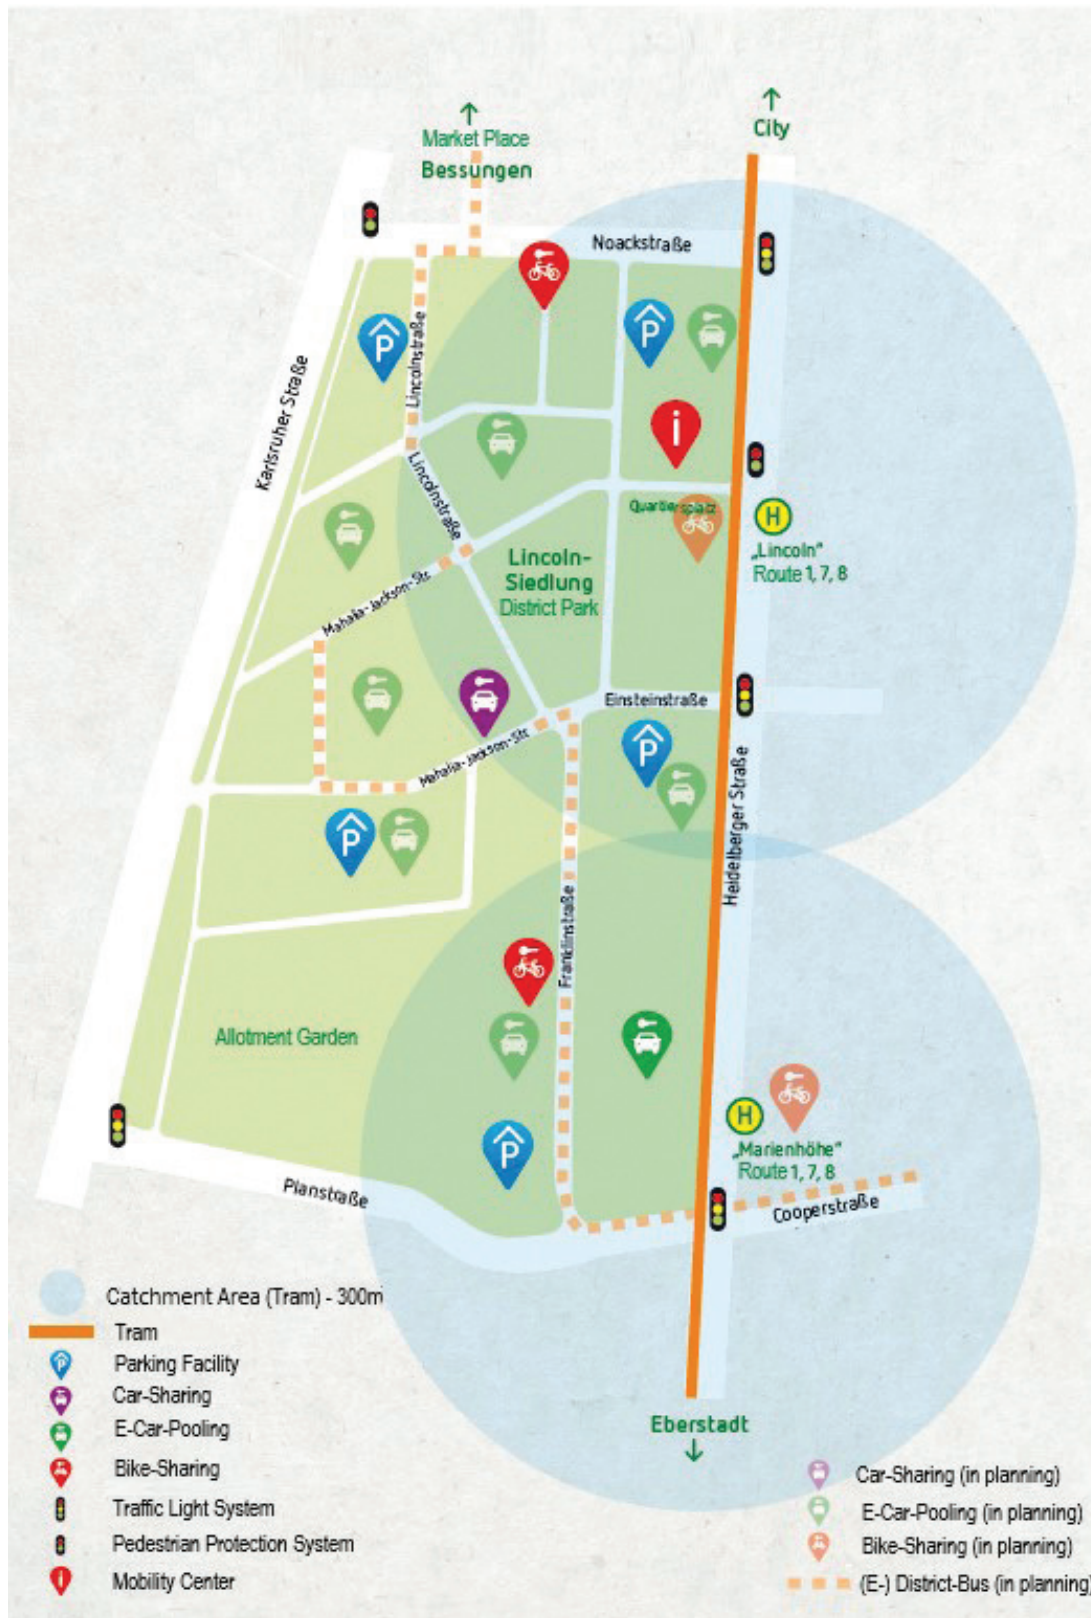 City
Market Place
Bessungen
Noackstraße
Lincolnstraße
Karlsruher Straße
P
P
i
Lincolnstraße
Quartiersplatz
H
„Lincoln“
Route 1, 7, 8
Lincoln-
Siedlung
District Park
Mahalia-Jackson-Str.
Einsteinstraße
P
Mahalia-Jackson-Str.
Heidelberger Straße
P
Franklinstraße
Allotment Garden
H
„Marienhöhe“
Route 1, 7, 8
P
Planstraße
Cooperstraße
Catchment Area (Tram) - 300m
Tram
Parking Facility
Car-Sharing
E-Car-Pooling
Bike-Sharing
Traffic Light System
Pedestrian Protection System
Mobility Center
Eberstadt
Car-Sharing (in planning)
E-Car-Pooling (in planning)
Bike-Sharing (in planning)
(E-) District-Bus (in planning)